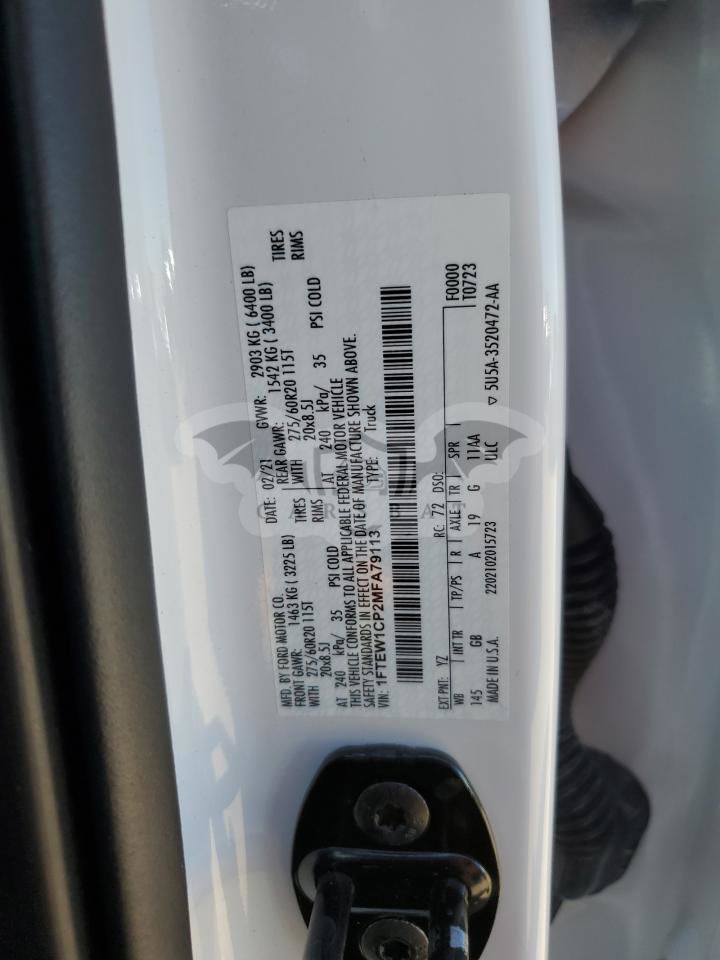 MFD. BY FORD MOTOR CO. DATE: 02/21 GVWR: 2903 KG ( 6400 LB)
FRONT GAWR: 1463 KG ( 3225 LB) REAR GAWR: 1542 KG ( 3400 LB)
WITH 275/60R20 115T TIRES WITH 275/60R20 115T TIRES
20x8.5J RIMS 20x8.5J RIMS
AT 240 kPa/ 35 PSI COLD AT 240 kPa/ 35 PSI COLD
THIS VEHICLE CONFORMS TO ALL APPLICABLE FEDERAL MOTOR VEHICLE
SAFETY STANDARDS IN EFFECT ON THE DATE OF MANUFACTURE SHOWN ABOVE.
VIN: 1FTEW1CP2MFA79113 TYPE: Truck
EXT PNT: YZ RC: 72 DSO: F0000
WB INT TR TP/PS R AXLE TR SPR T0723
145 GB A 19 G 11AA
MADE IN U.S.A. 2202102015723 ULC ▽ 5U5A-3520472-AA
CARSBAT